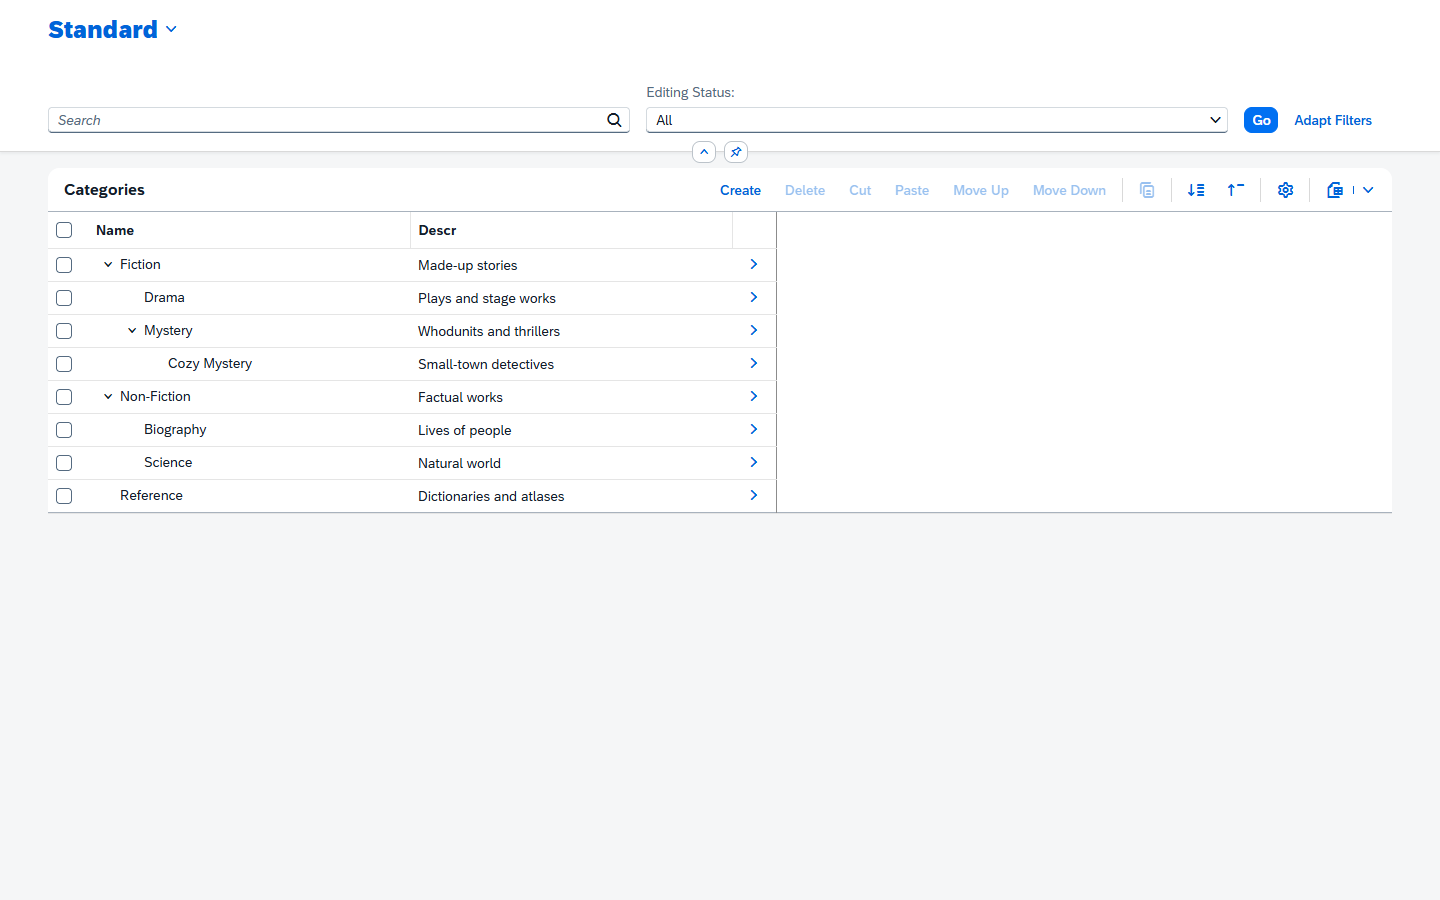 Standard
Editing Status:
Search
All
Go
Adapt Filters
Categories
Create
Delete
Cut
Paste
Move Up
Move Down
Name
Descr
Fiction
Made-up stories
Drama
Plays and stage works
Mystery
Whodunits and thrillers
Cozy Mystery
Small-town detectives
Non-Fiction
Factual works
Biography
Lives of people
Science
Natural world
Reference
Dictionaries and atlases